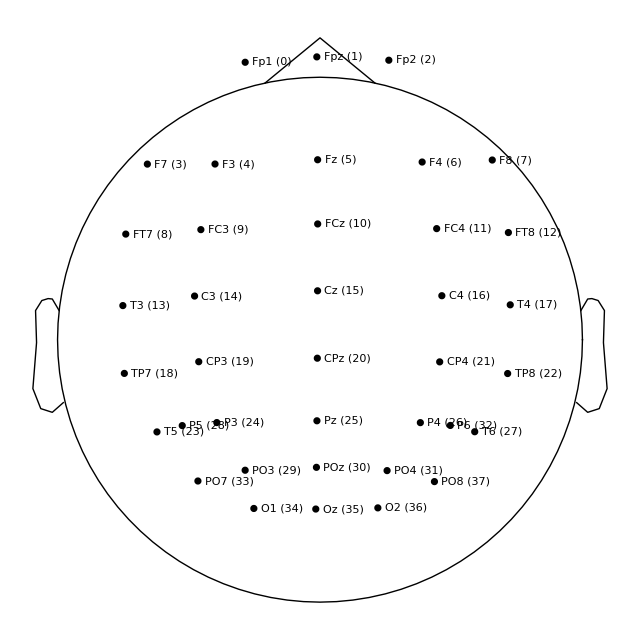 Fp1 (0)
Fpz (1)
Fp2 (2)
F7 (3)
F3 (4)
Fz (5)
F4 (6)
F8 (7)
FT7 (8)
FC3 (9)
FCz (10)
FC4 (11)
FT8 (12)
T3 (13)
C3 (14)
Cz (15)
C4 (16)
T4 (17)
TP7 (18)
CP3 (19)
CPz (20)
CP4 (21)
TP8 (22)
T5 (23)
P5 (28)
P3 (24)
Pz (25)
P4 (26)
P6 (32)
T6 (27)
PO3 (29)
POz (30)
PO4 (31)
PO7 (33)
PO8 (37)
O1 (34)
Oz (35)
O2 (36)